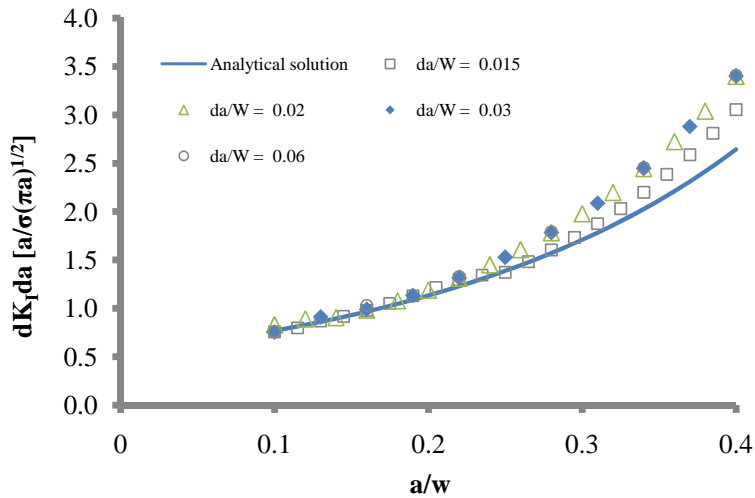 4.0
3.5
3.0
2.5
2.0
1.5
1.0
0.5
0.0
dK_Ida [a/σ(πa)^{1/2}]
Analytical solution
da/W = 0.015
da/W = 0.02
da/W = 0.03
da/W = 0.06
0
0.1
0.2
0.3
0.4
a/w